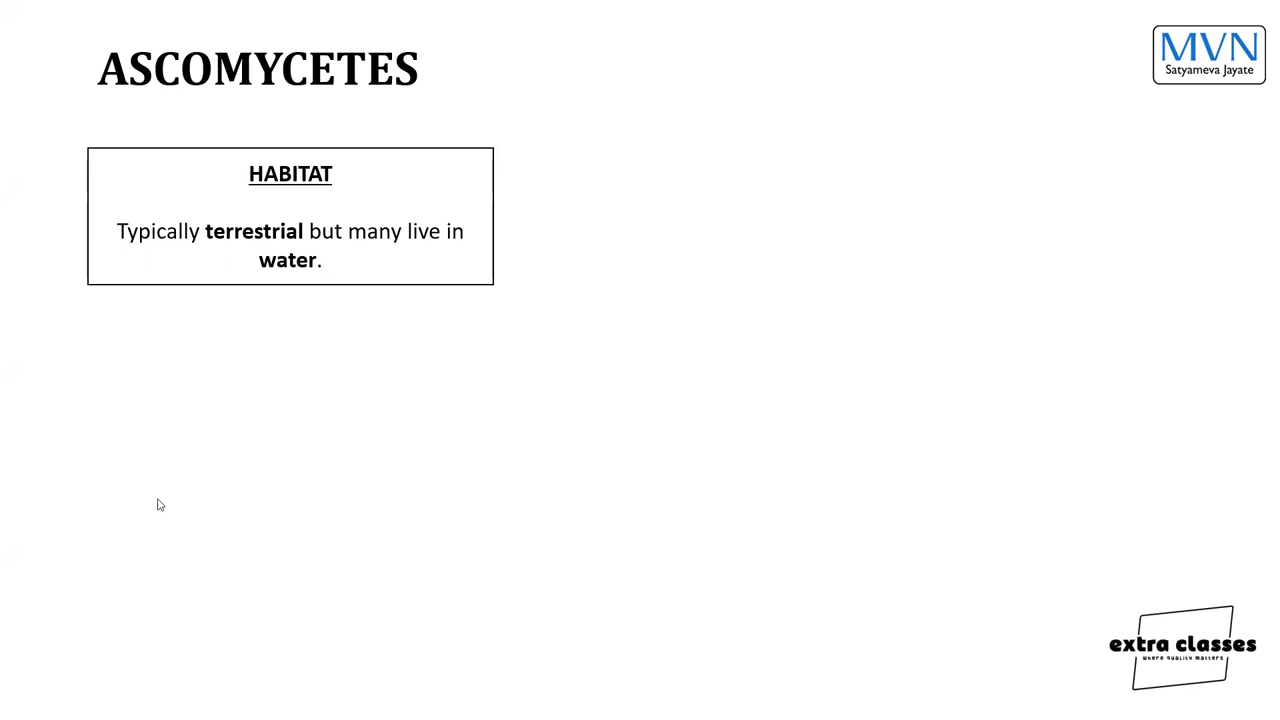 ASCOMYCETES
MVN
Satyameva Jayate
HABITAT
Typically terrestrial but many live in
water.
extra classes
where quality matters